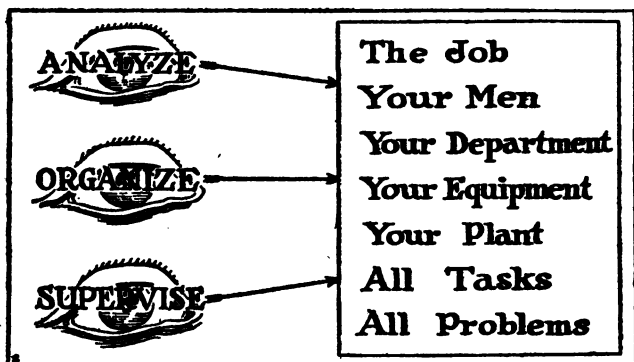 ANALYZE
ORGANIZE
SUPERVISE
The Job
Your Men
Your Department
Your Equipment
Your Plant
All Tasks
All Problems